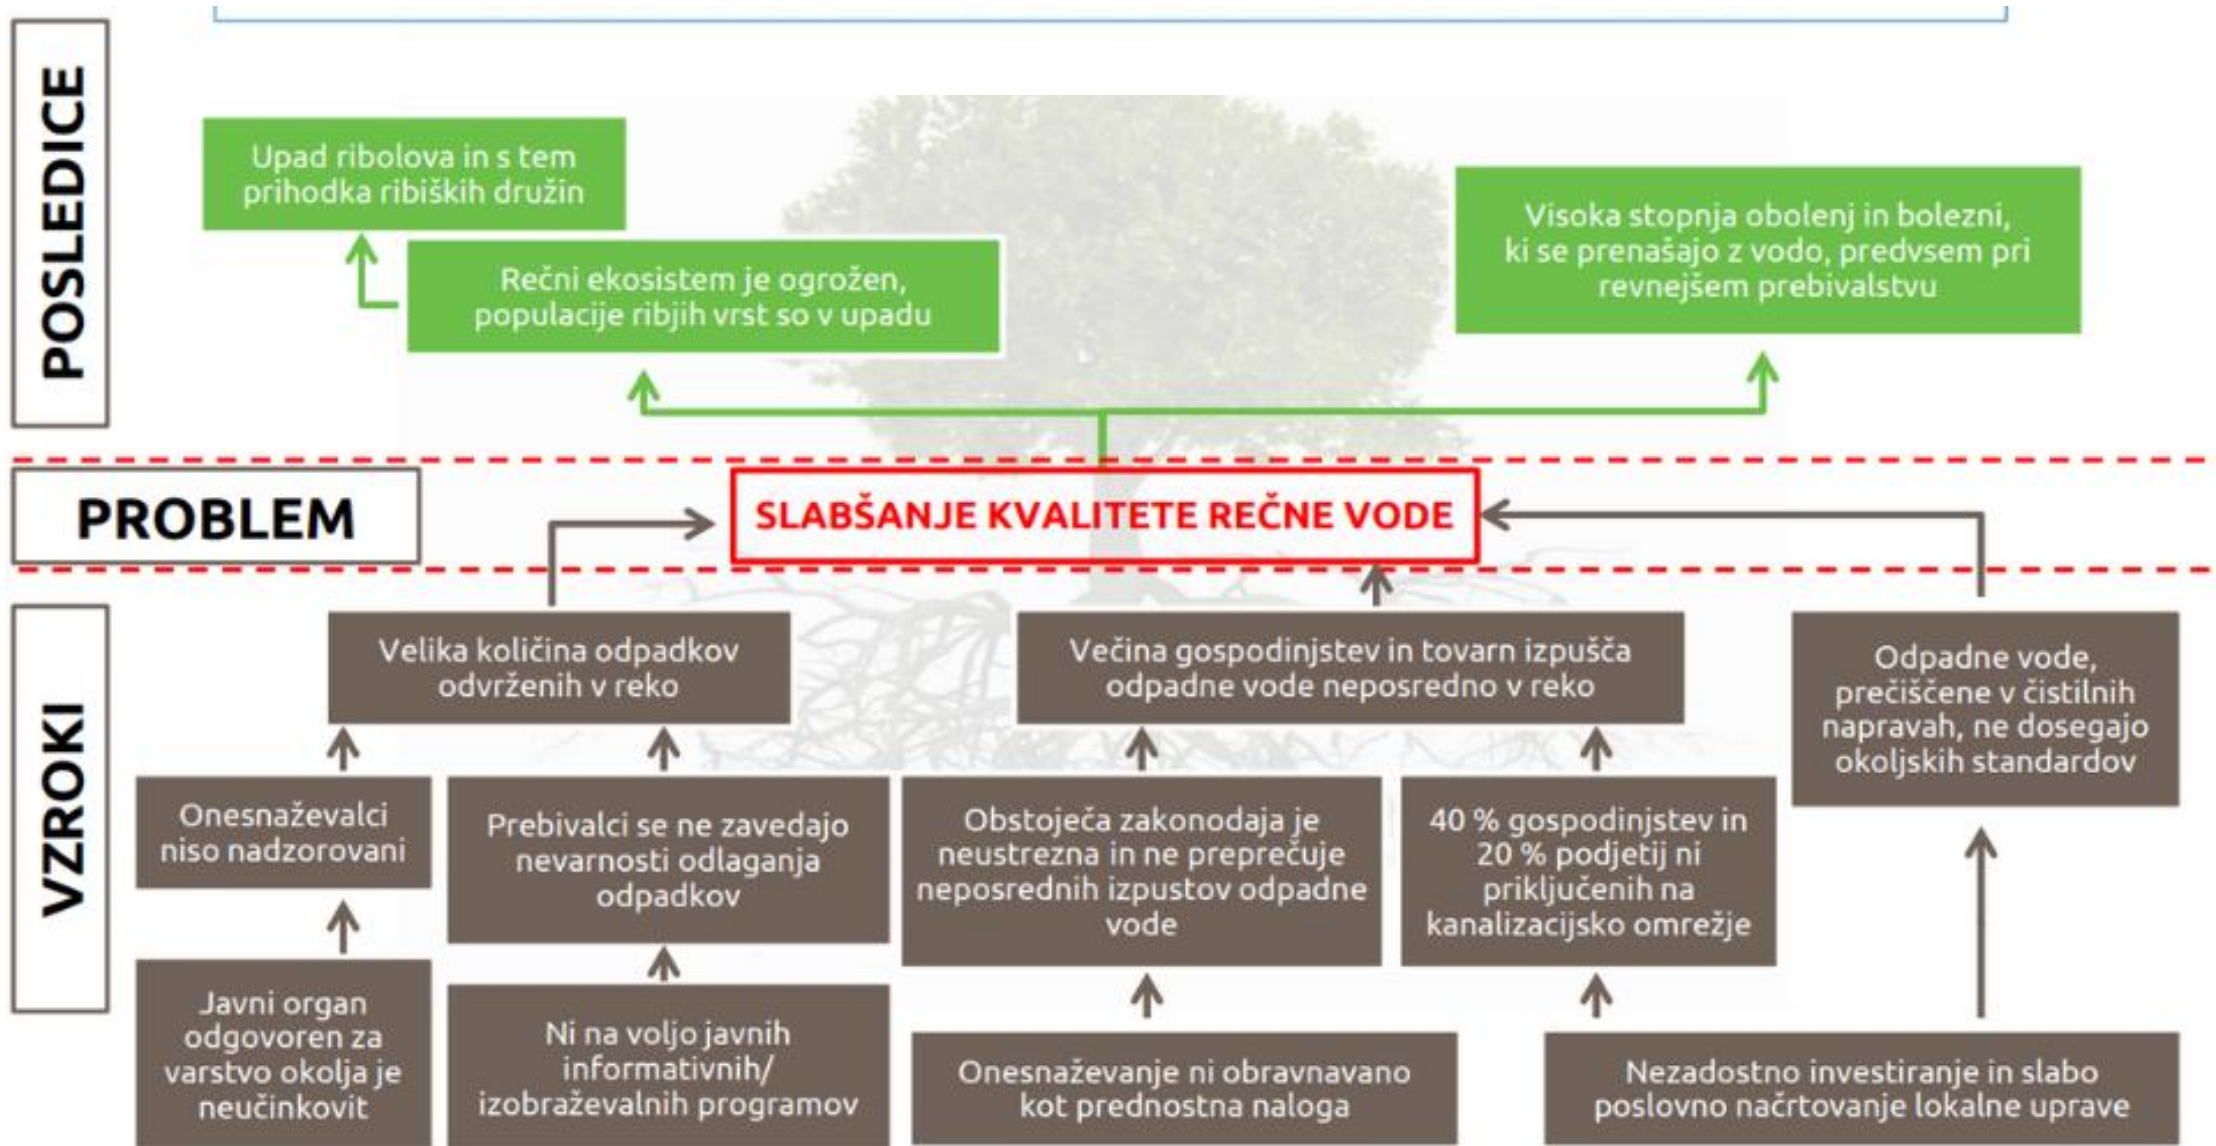 POSLEDICE
Upad ribolova in s tem
prihodka ribiških družin
Rečni ekosistem je ogrožen,
populacije ribjih vrst so v upadu
Visoka stopnja obolenj in bolezni,
ki se prenašajo z vodo, predvsem pri
revnejšem prebivalstvu
PROBLEM
SLABŠANJE KVALITETE REČNE VODE
VZROKI
Velika količina odpadkov
odvrženih v reko
Večina gospodinjstev in tovarn izpušča
odpadne vode neposredno v reko
Odpadne vode,
prečiščene v čistilnih
napravah, ne dosegajo
okoljskih standardov
Onesnaževalci
niso nadzorovani
Prebivalci se ne zavedajo
nevarnosti odlaganja
odpadkov
Obstoječa zakonodaja je
neustrezna in ne preprečuje
neposrednih izpustov odpadne
vode
40 % gospodinjstev in
20 % podjetij ni
priključenih na
kanalizacijsko omrežje
Javni organ
odgovoren za
varstvo okolja je
neučinkovit
Ni na voljo javnih
informativnih/
izobraževalnih programov
Onesnaževanje ni obravnavano
kot prednostna naloga
Nezadostno investiranje in slabo
poslovno načrtovanje lokalne uprave